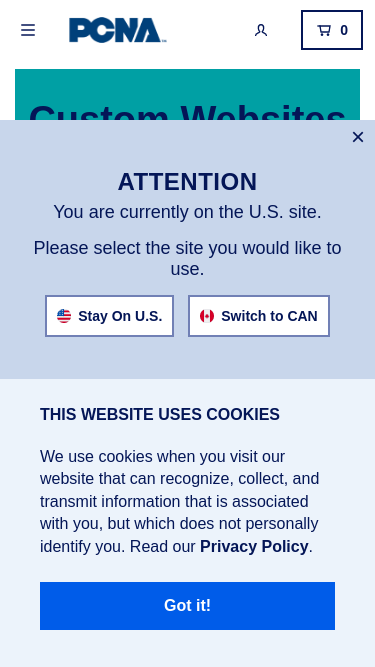 PCNA
0
Custom Websites
ATTENTION
You are currently on the U.S. site.
Please select the site you would like to
use.
Stay On U.S.
Switch to CAN
THIS WEBSITE USES COOKIES
We use cookies when you visit our
website that can recognize, collect, and
transmit information that is associated
with you, but which does not personally
identify you. Read our Privacy Policy.
Got it!